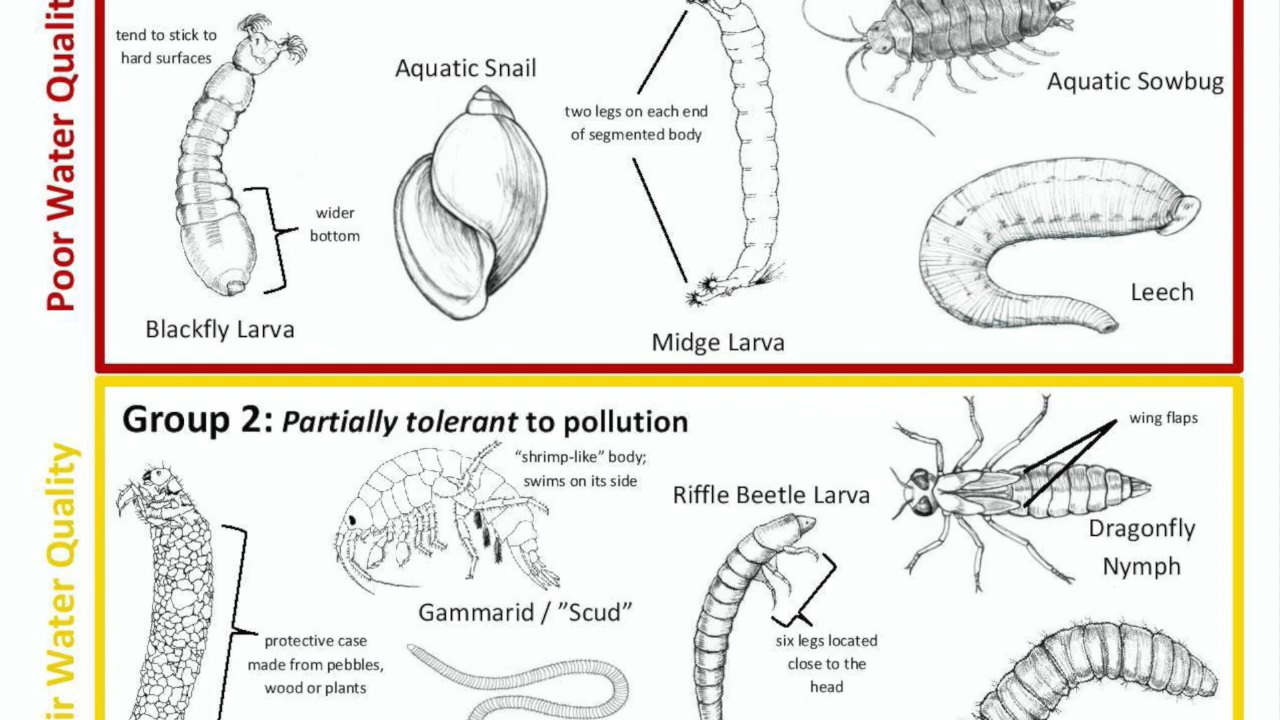 Poor Water Qualit
tend to stick to
hard surfaces
Aquatic Snail
two legs on each end
of segmented body
Aquatic Sowbug
wider
bottom
Leech
Blackfly Larva
Midge Larva
ir Water Quality
Group 2: Partially tolerant to pollution
wing flaps
"shrimp-like" body;
swims on its side
Riffle Beetle Larva
Dragonfly
Nymph
Gammarid / ”Scud”
protective case
made from pebbles,
wood or plants
six legs located
close to the
head